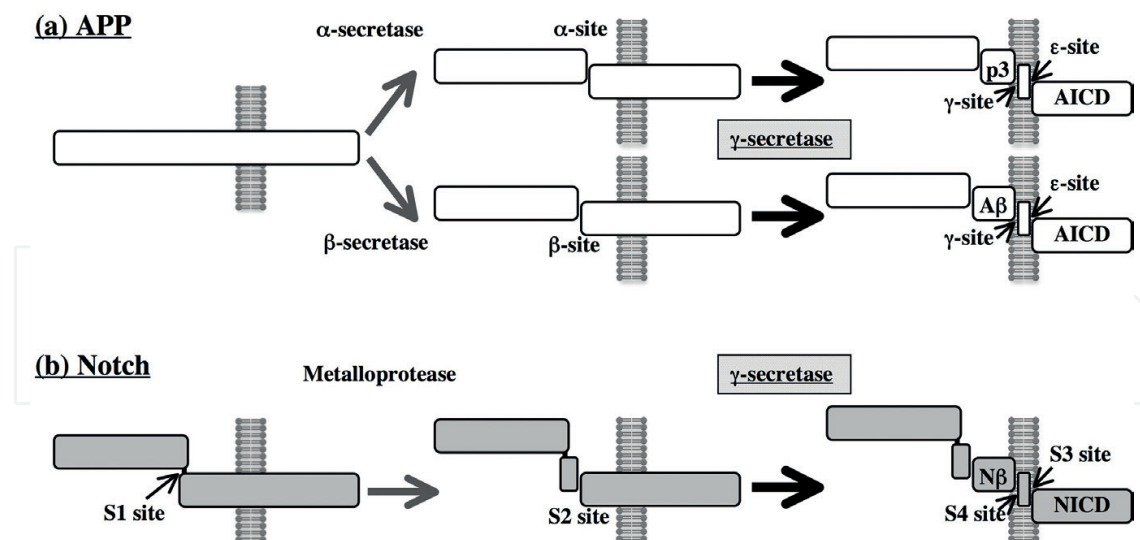 (a) APP
α-secretase
α-site
ε-site
p3
γ-site
AICD
γ-secretase
β-secretase
β-site
ε-site
Aβ
γ-site
AICD
(b) Notch
Metalloprotease
γ-secretase
S1 site
S2 site
S3 site
Nβ
S4 site
NICD